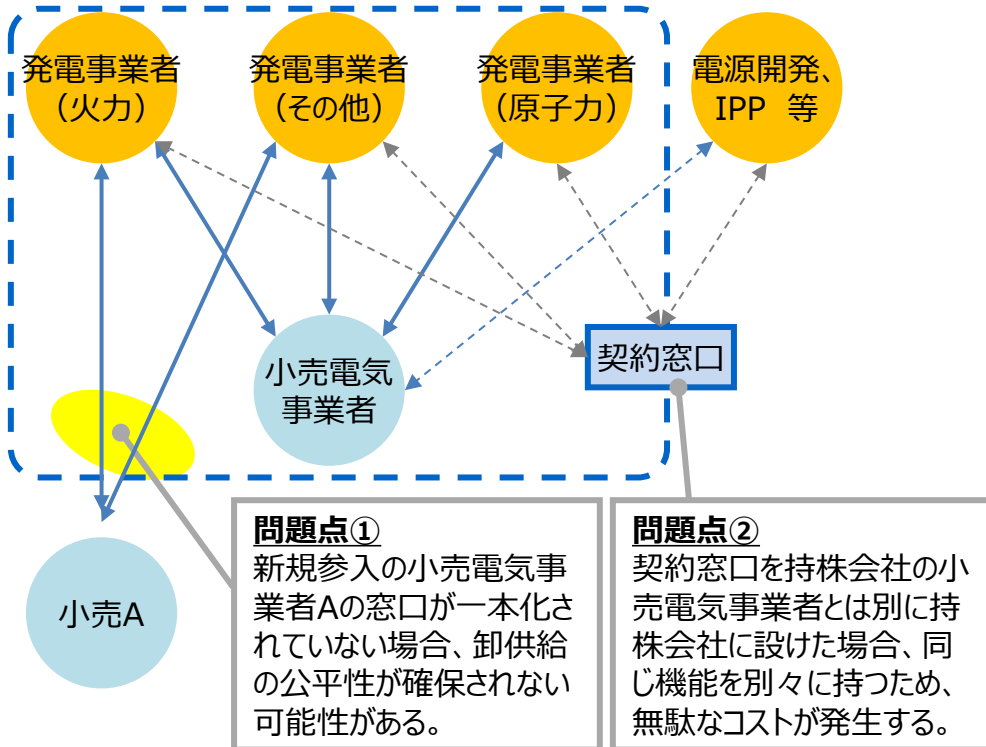 発電事業者
（火力）
発電事業者
（その他）
発電事業者
（原子力）
電源開発、
IPP 等
小売電気
事業者
契約窓口
小売A
問題点①
新規参入の小売電気事
業者Aの窓口が一本化さ
れていない場合、卸供給
の公平性が確保されない
可能性がある。
問題点②
契約窓口を持株会社の小
売電気事業者とは別に持
株会社に設けた場合、同
じ機能を別々に持つため、
無駄なコストが発生する。